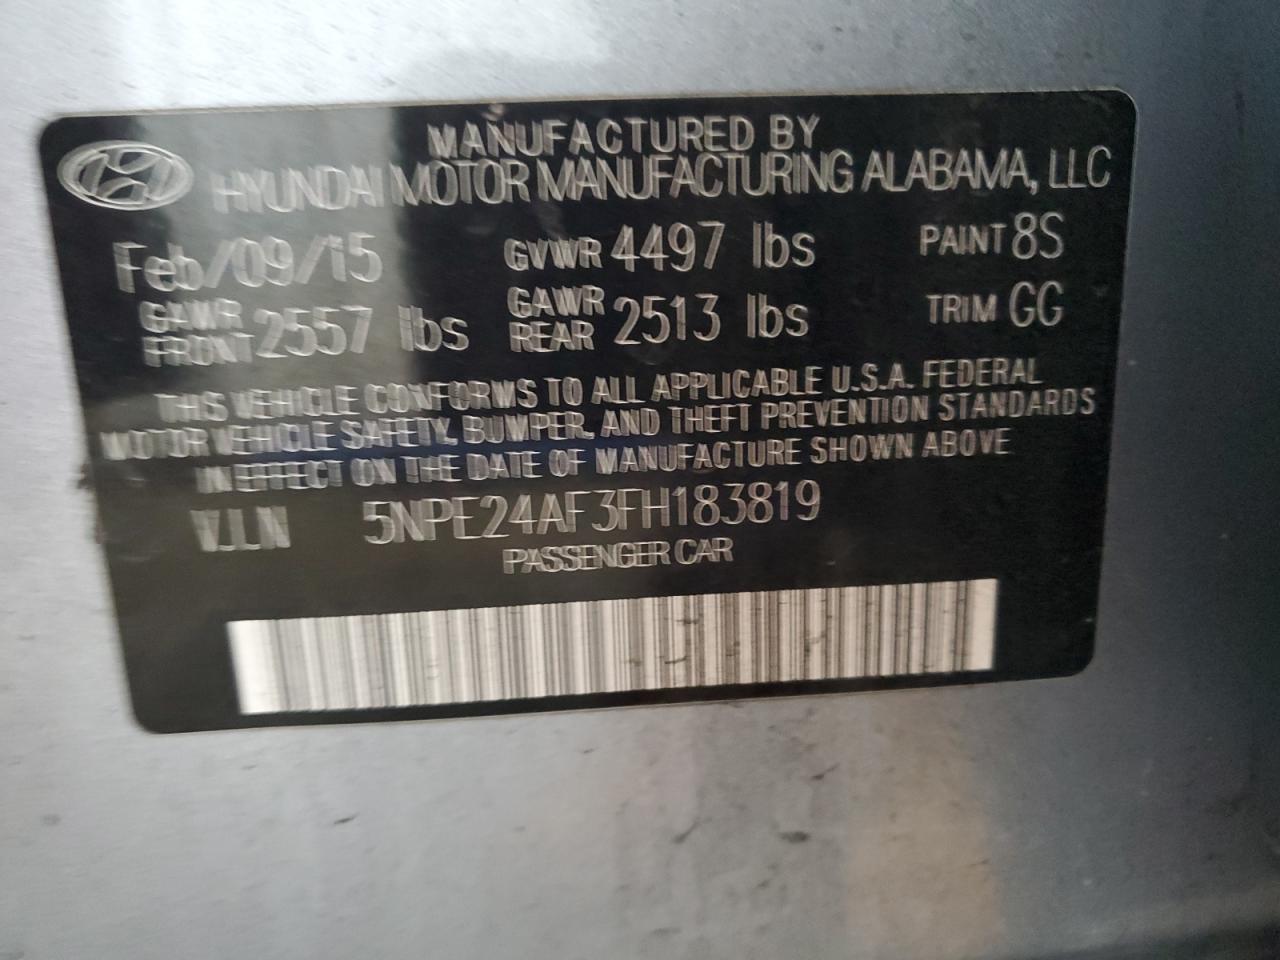 MANUFACTURED BY
HYUNDAI MOTOR MANUFACTURING ALABAMA, LLC
Feb/09/15 GVWR 4497 lbs PAINT 8S
GAWR FRONT 2557 lbs GAWR REAR 2513 lbs TRIM GG
THIS VEHICLE CONFORMS TO ALL APPLICABLE U.S.A. FEDERAL
MOTOR VEHICLE SAFETY, BUMPER, AND THEFT PREVENTION STANDARDS
IN EFFECT ON THE DATE OF MANUFACTURE SHOWN ABOVE
V.I.N 5NPE24AF3FH183819
PASSENGER CAR